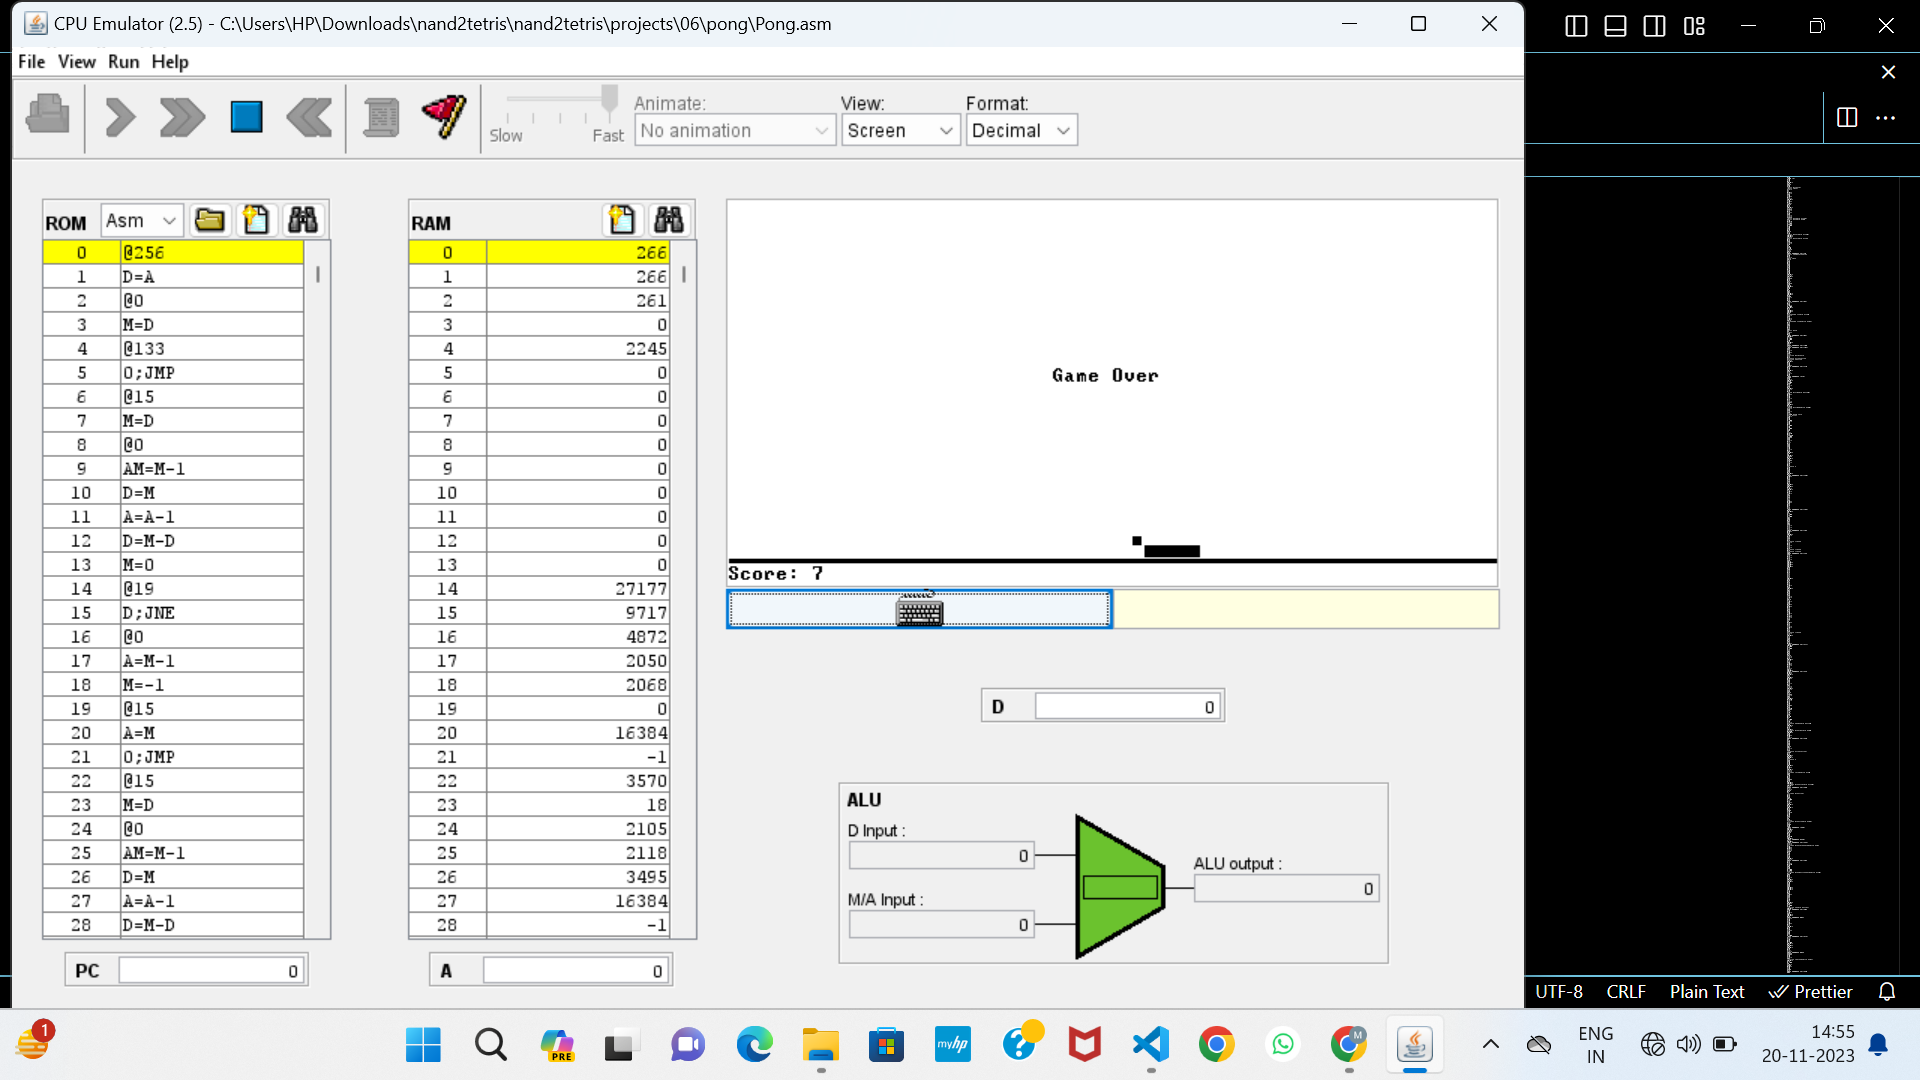 CPU Emulator (2.5) - C:\Users\HP\Downloads\nand2tetris\nand2tetris\projects\06\pong\Pong.asm
File View Run Help
Slow Fast
Animate:
No animation
View:
Screen
Format:
Decimal
ROM Asm
0 @256
1 D=A
2 @0
3 M=D
4 @133
5 0;JMP
6 @15
7 M=D
8 @0
9 AM=M-1
10 D=M
11 A=A-1
12 D=M-D
13 M=0
14 @19
15 D;JNE
16 @0
17 A=M-1
18 M=-1
19 @15
20 A=M
21 0;JMP
22 @15
23 M=D
24 @0
25 AM=M-1
26 D=M
27 A=A-1
28 D=M-D
PC 0
RAM
0 266
1 266
2 261
3 0
4 2245
5 0
6 0
7 0
8 0
9 0
10 0
11 0
12 0
13 0
14 27177
15 9717
16 4872
17 2050
18 2068
19 0
20 16384
21 -1
22 3570
23 18
24 2105
25 2118
26 3495
27 16384
28 -1
A 0
Game Over
Score: 7
D 0
ALU
D Input :
0
M/A Input :
0
ALU output :
0
UTF-8 CRLF Plain Text Prettier
1
PRE
myhp
M
ENG
IN
14:55
20-11-2023